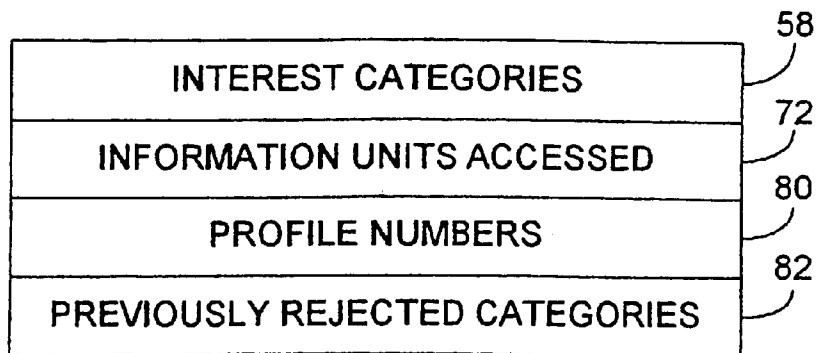 58
INTEREST CATEGORIES
72
INFORMATION UNITS ACCESSED
80
PROFILE NUMBERS
82
PREVIOUSLY REJECTED CATEGORIES